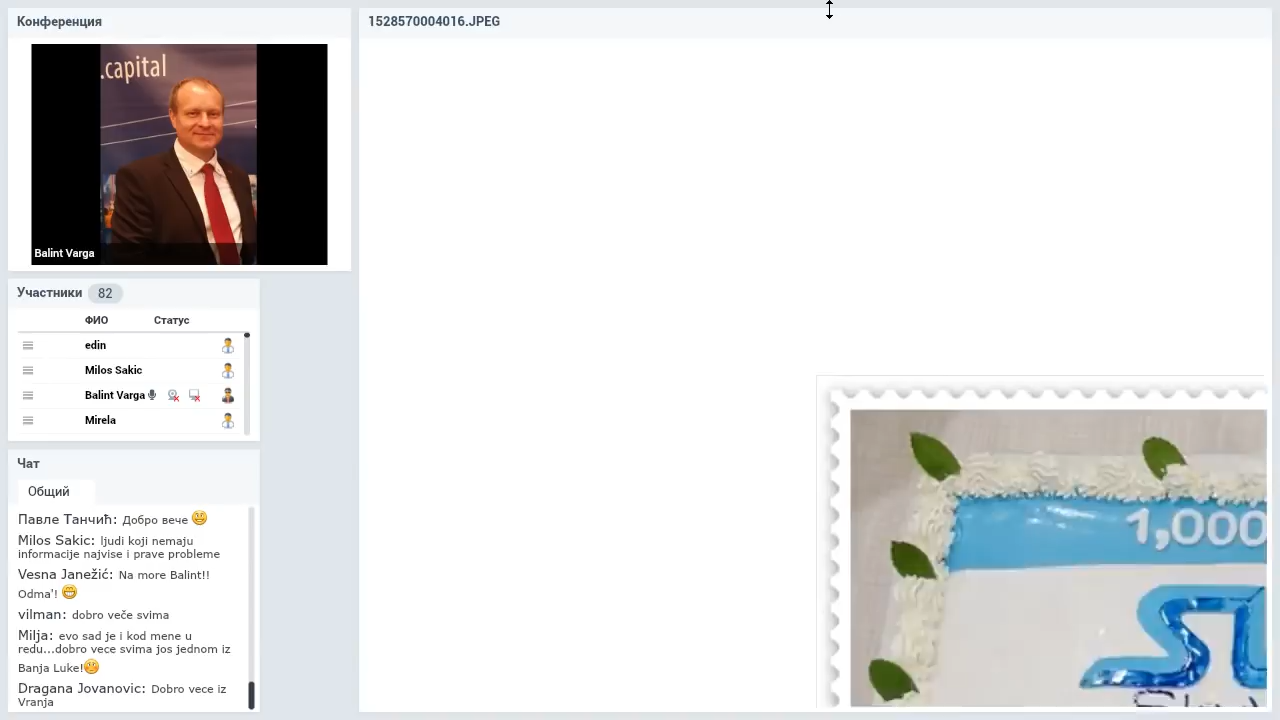 Конференция
.capital
Balint Varga
Участники 82
ФИО Статус
edin
Milos Sakic
Balint Varga
Mirela
Чат
Общий
Павле Танчић: Добро вече
Milos Sakic: ljudi koji nemaju
informacije najvise i prave probleme
Vesna Janežić: Na more Balint!!
Odma'!
vilman: dobro veče svima
Milja: evo sad je i kod mene u
redu...dobro vece svima jos jednom iz
Banja Luke!
Dragana Jovanovic: Dobro vece iz
Vranja
1528570004016.JPEG
1,000